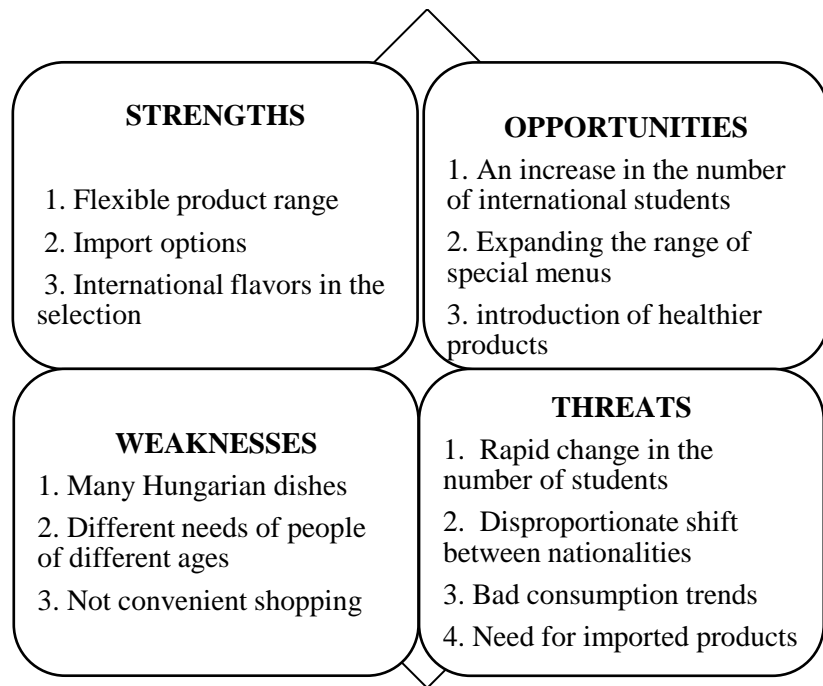 STRENGTHS
1. Flexible product range
2. Import options
3. International flavors in the
selection
OPPORTUNITIES
1. An increase in the number
of international students
2. Expanding the range of
special menus
3. introduction of healthier
products
WEAKNESSES
1. Many Hungarian dishes
2. Different needs of people
of different ages
3. Not convenient shopping
THREATS
1. Rapid change in the
number of students
2. Disproportionate shift
between nationalities
3. Bad consumption trends
4. Need for imported products